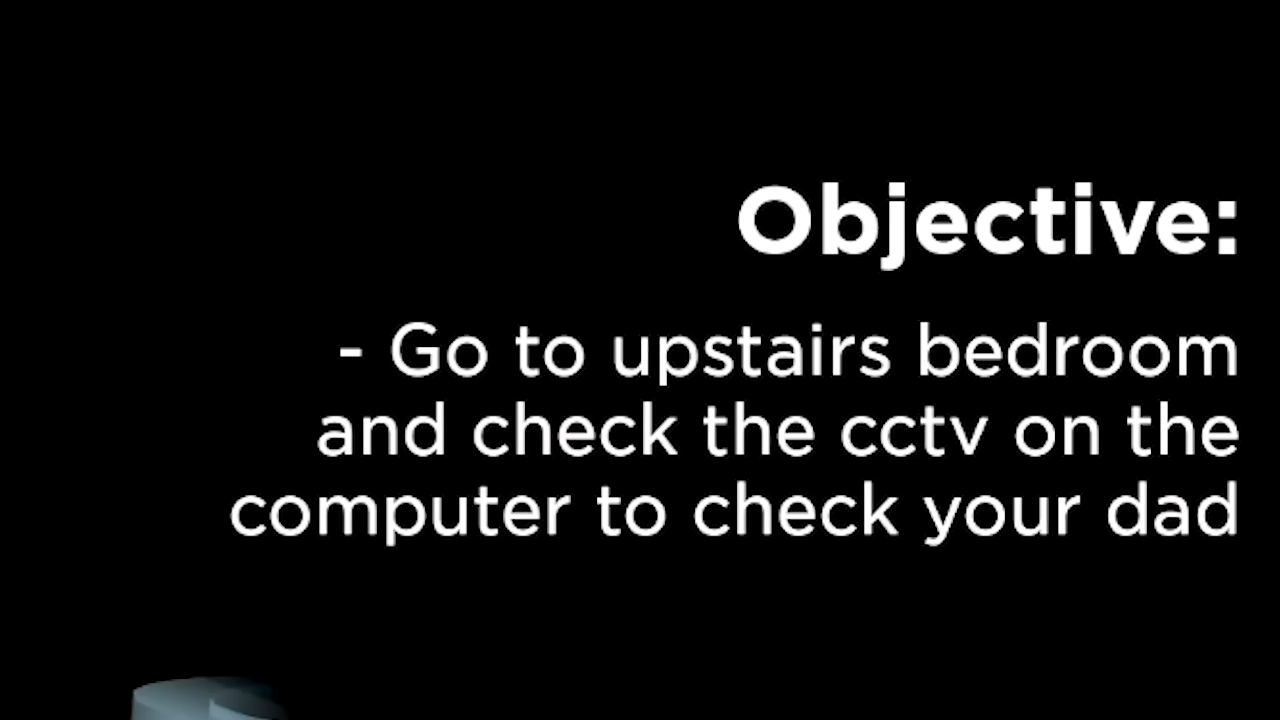 Objective:
- Go to upstairs bedroom
and check the cctv on the
computer to check your dad